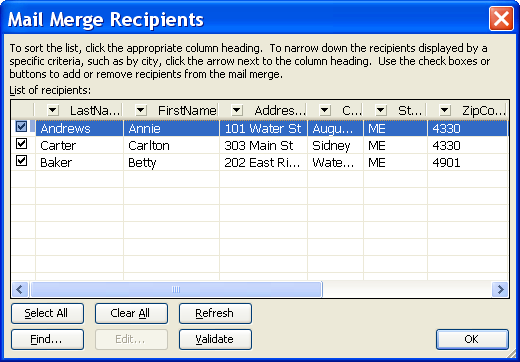 Mail Merge Recipients
To sort the list, click the appropriate column heading. To narrow down the recipients displayed by a
specific criteria, such as by city, click the arrow next to the column heading. Use the check boxes or
buttons to add or remove recipients from the mail merge.
List of recipients:
LastNa... FirstName Addres... C... St... ZipCo...
Andrews Annie 101 Water St Augu... ME 4330
Carter Carlton 303 Main St Sidney ME 4330
Baker Betty 202 East Ri... Wate... ME 4901
Select All Clear All Refresh
Find... Edit... Validate OK